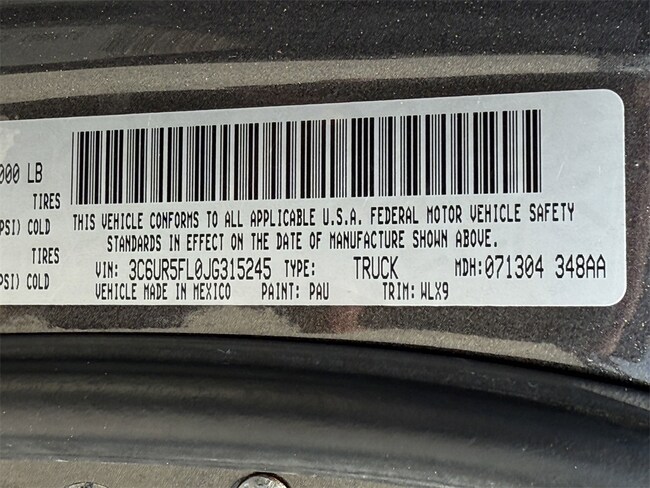 000 LB
TIRES
PSI) COLD
TIRES
PSI) COLD
THIS VEHICLE CONFORMS TO ALL APPLICABLE U.S.A. FEDERAL MOTOR VEHICLE SAFETY
STANDARDS IN EFFECT ON THE DATE OF MANUFACTURE SHOWN ABOVE.
VIN: 3C6UR5FL0JG315245 TYPE: TRUCK MDH:071304 348AA
VEHICLE MADE IN MEXICO PAINT: PAU TRIM: WLX9